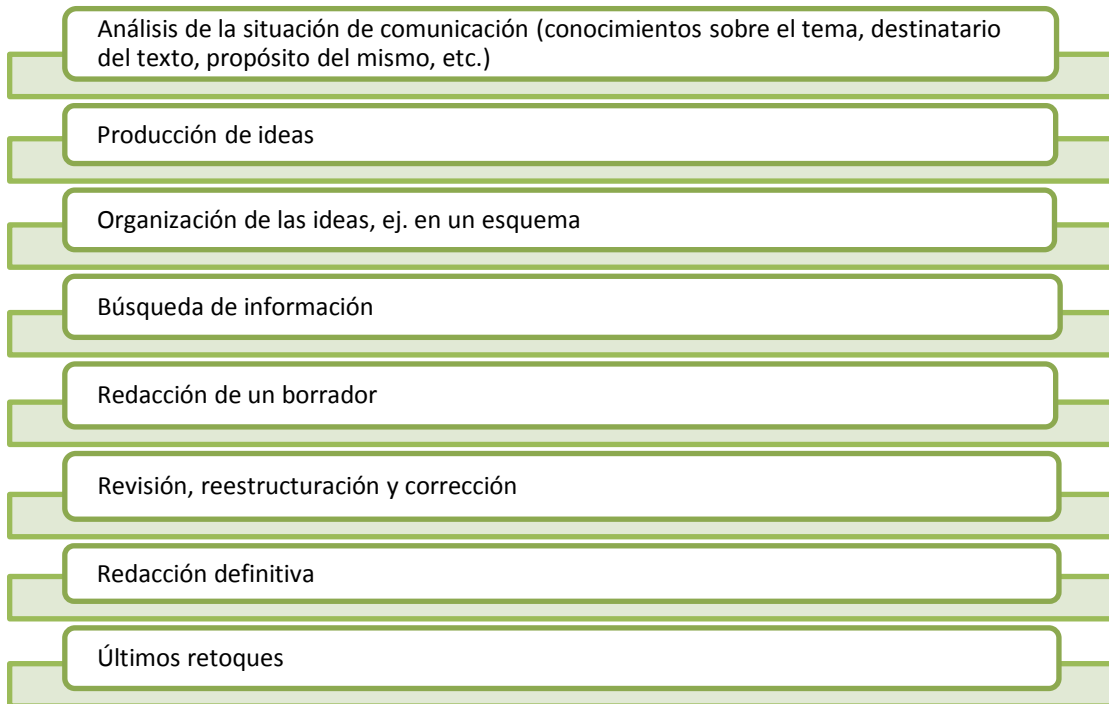 Análisis de la situación de comunicación (conocimientos sobre el tema, destinatario
del texto, propósito del mismo, etc.)
Producción de ideas
Organización de las ideas, ej. en un esquema
Búsqueda de información
Redacción de un borrador
Revisión, reestructuración y corrección
Redacción definitiva
Últimos retoques